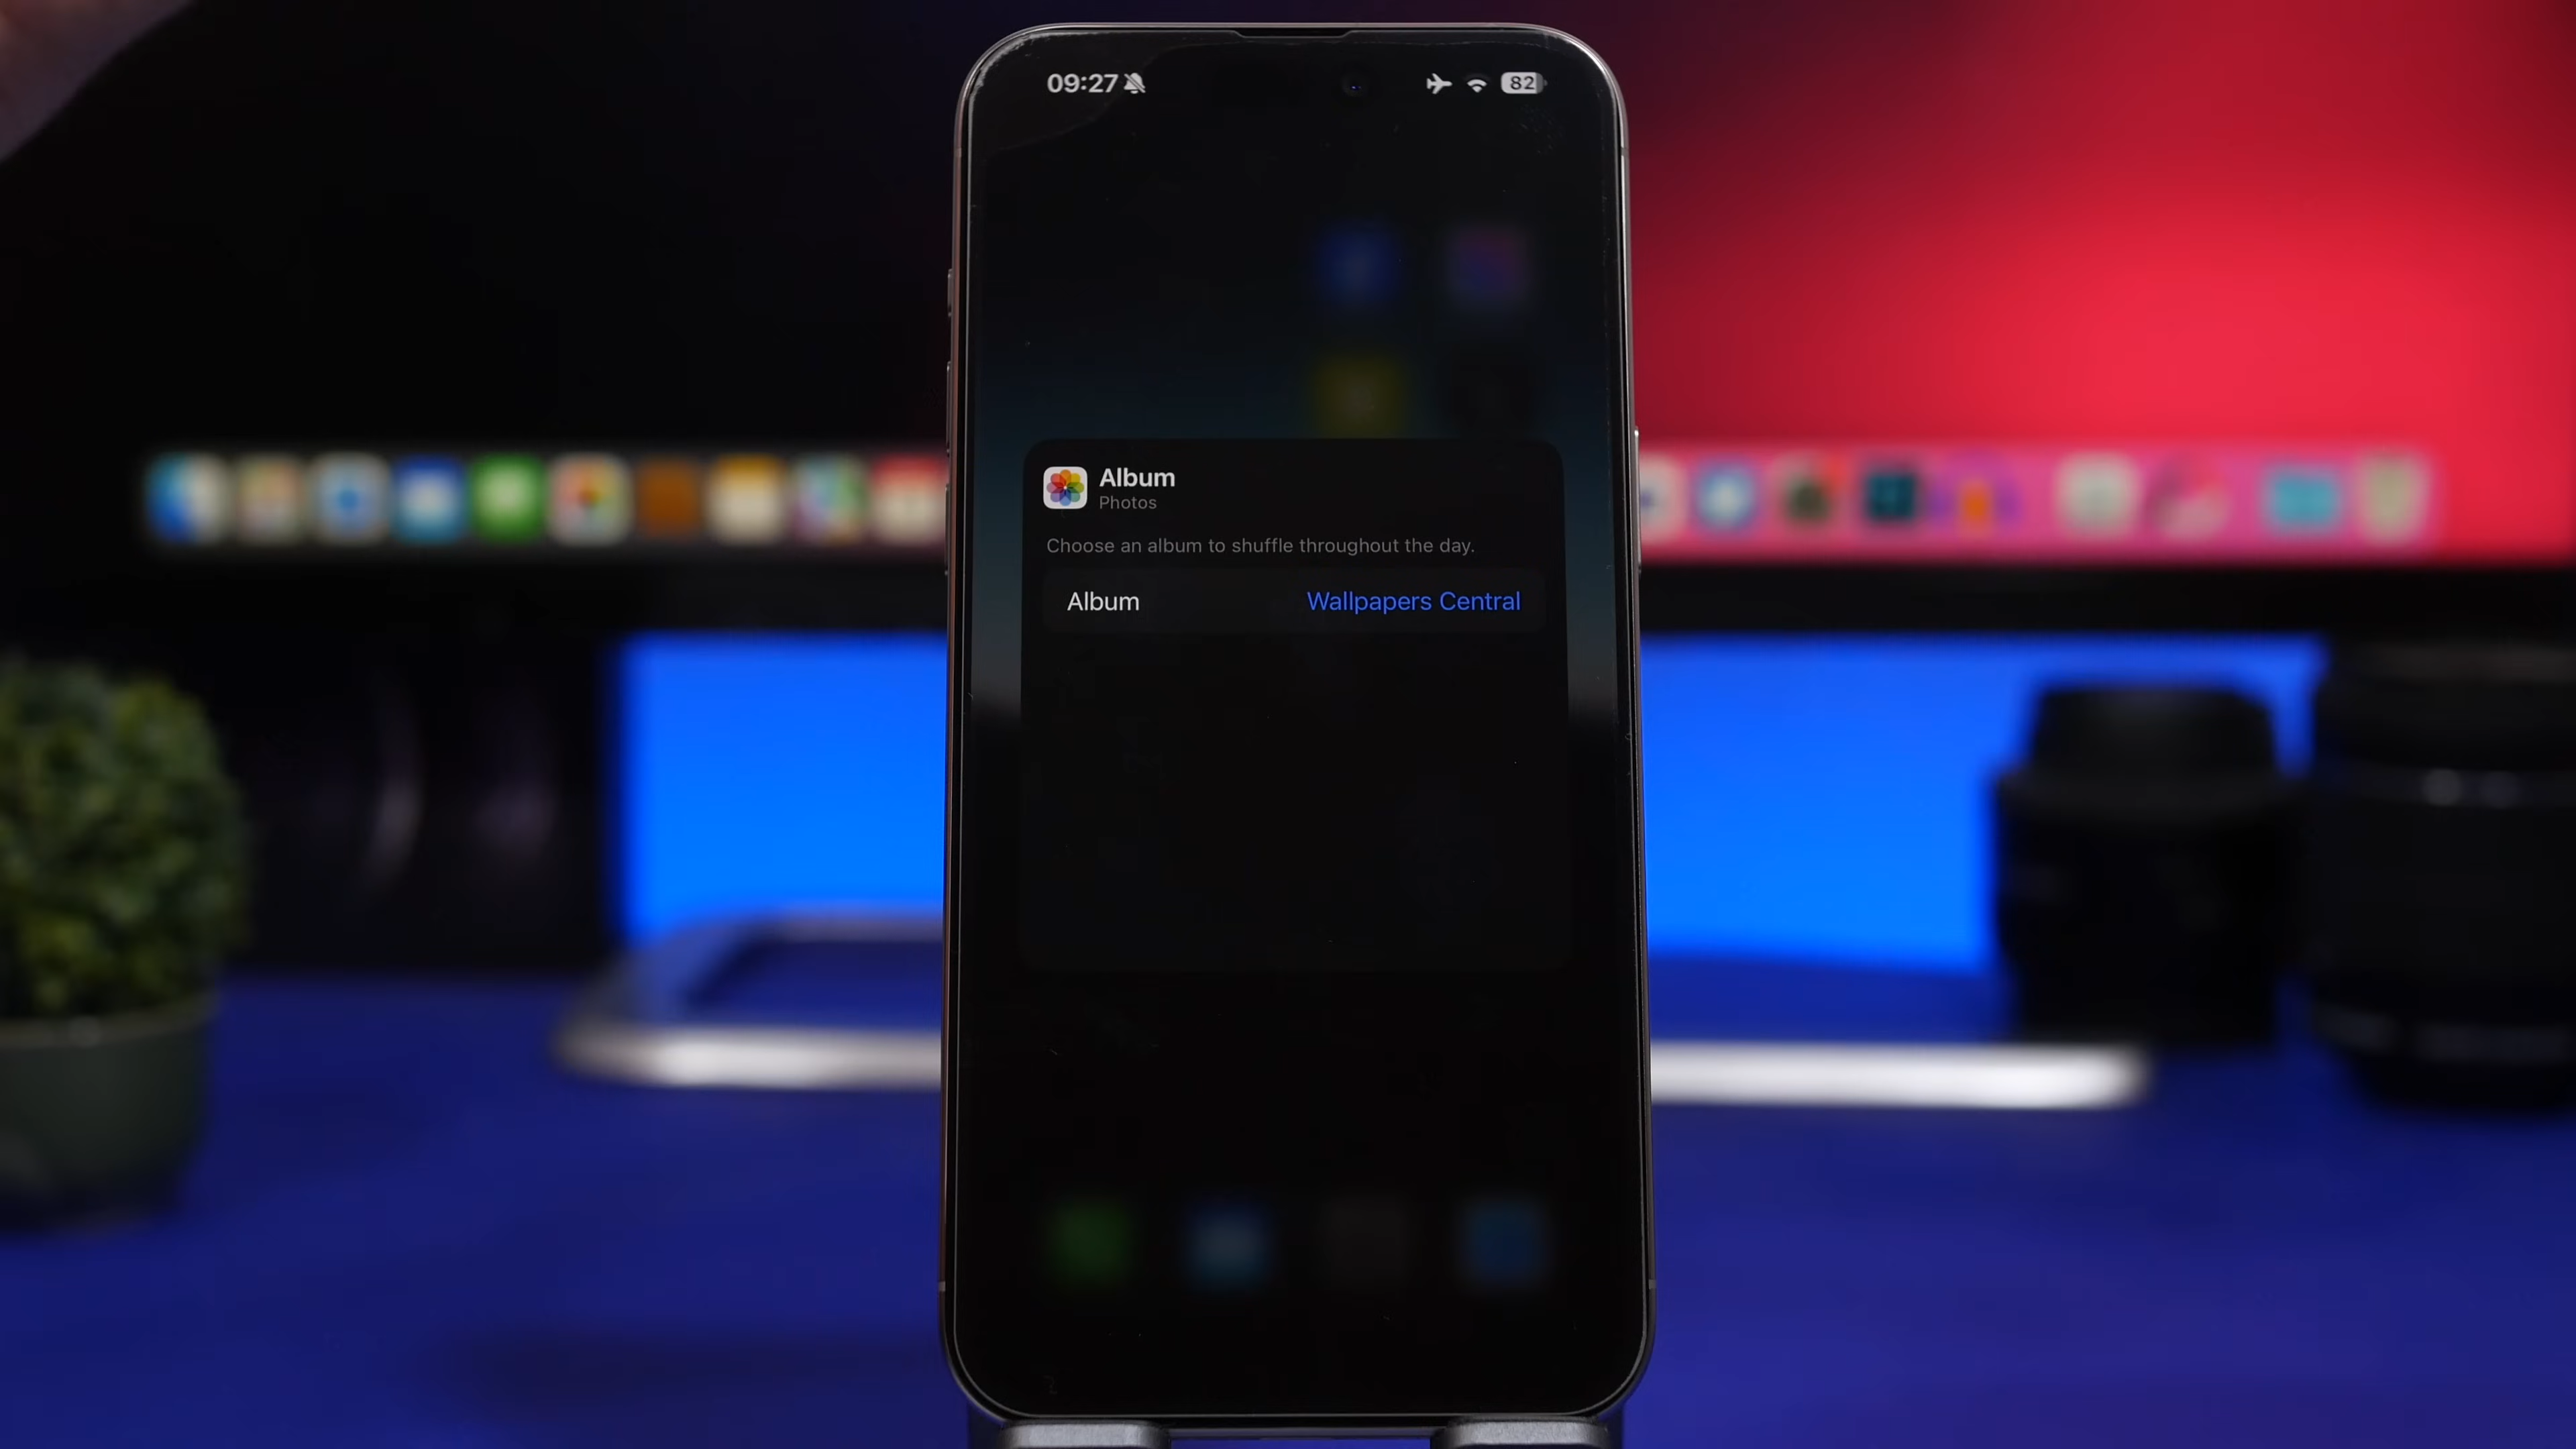 09:27
82
Album
Photos
Choose an album to shuffle throughout the day.
Album Wallpapers Central